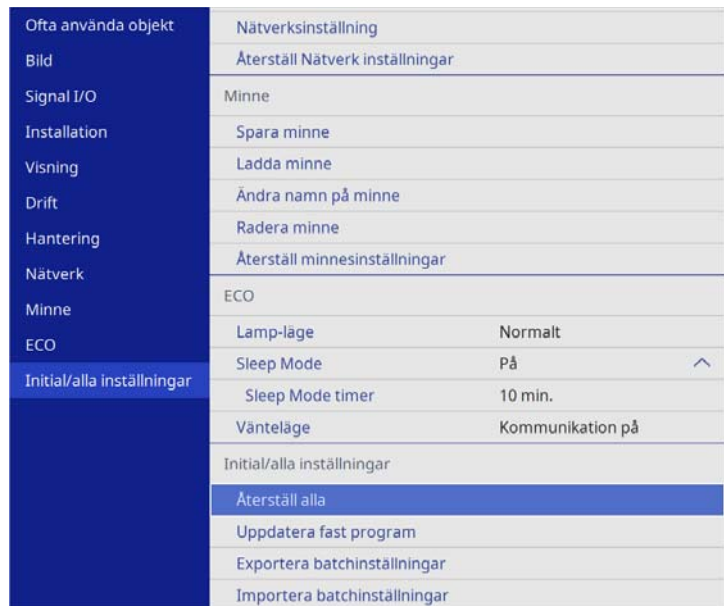 Ofta använda objekt
Bild
Signal I/O
Installation
Visning
Drift
Hantering
Nätverk
Minne
ECO
Initial/alla inställningar
Nätverksinställning
Återställ Nätverk inställningar
Minne
Spara minne
Ladda minne
Ändra namn på minne
Radera minne
Återställ minnesinställningar
ECO
Lamp-läge Normalt
Sleep Mode På
Sleep Mode timer 10 min.
Vänteläge Kommunikation på
Initial/alla inställningar
Återställ alla
Uppdatera fast program
Exportera batchinställningar
Importera batchinställningar